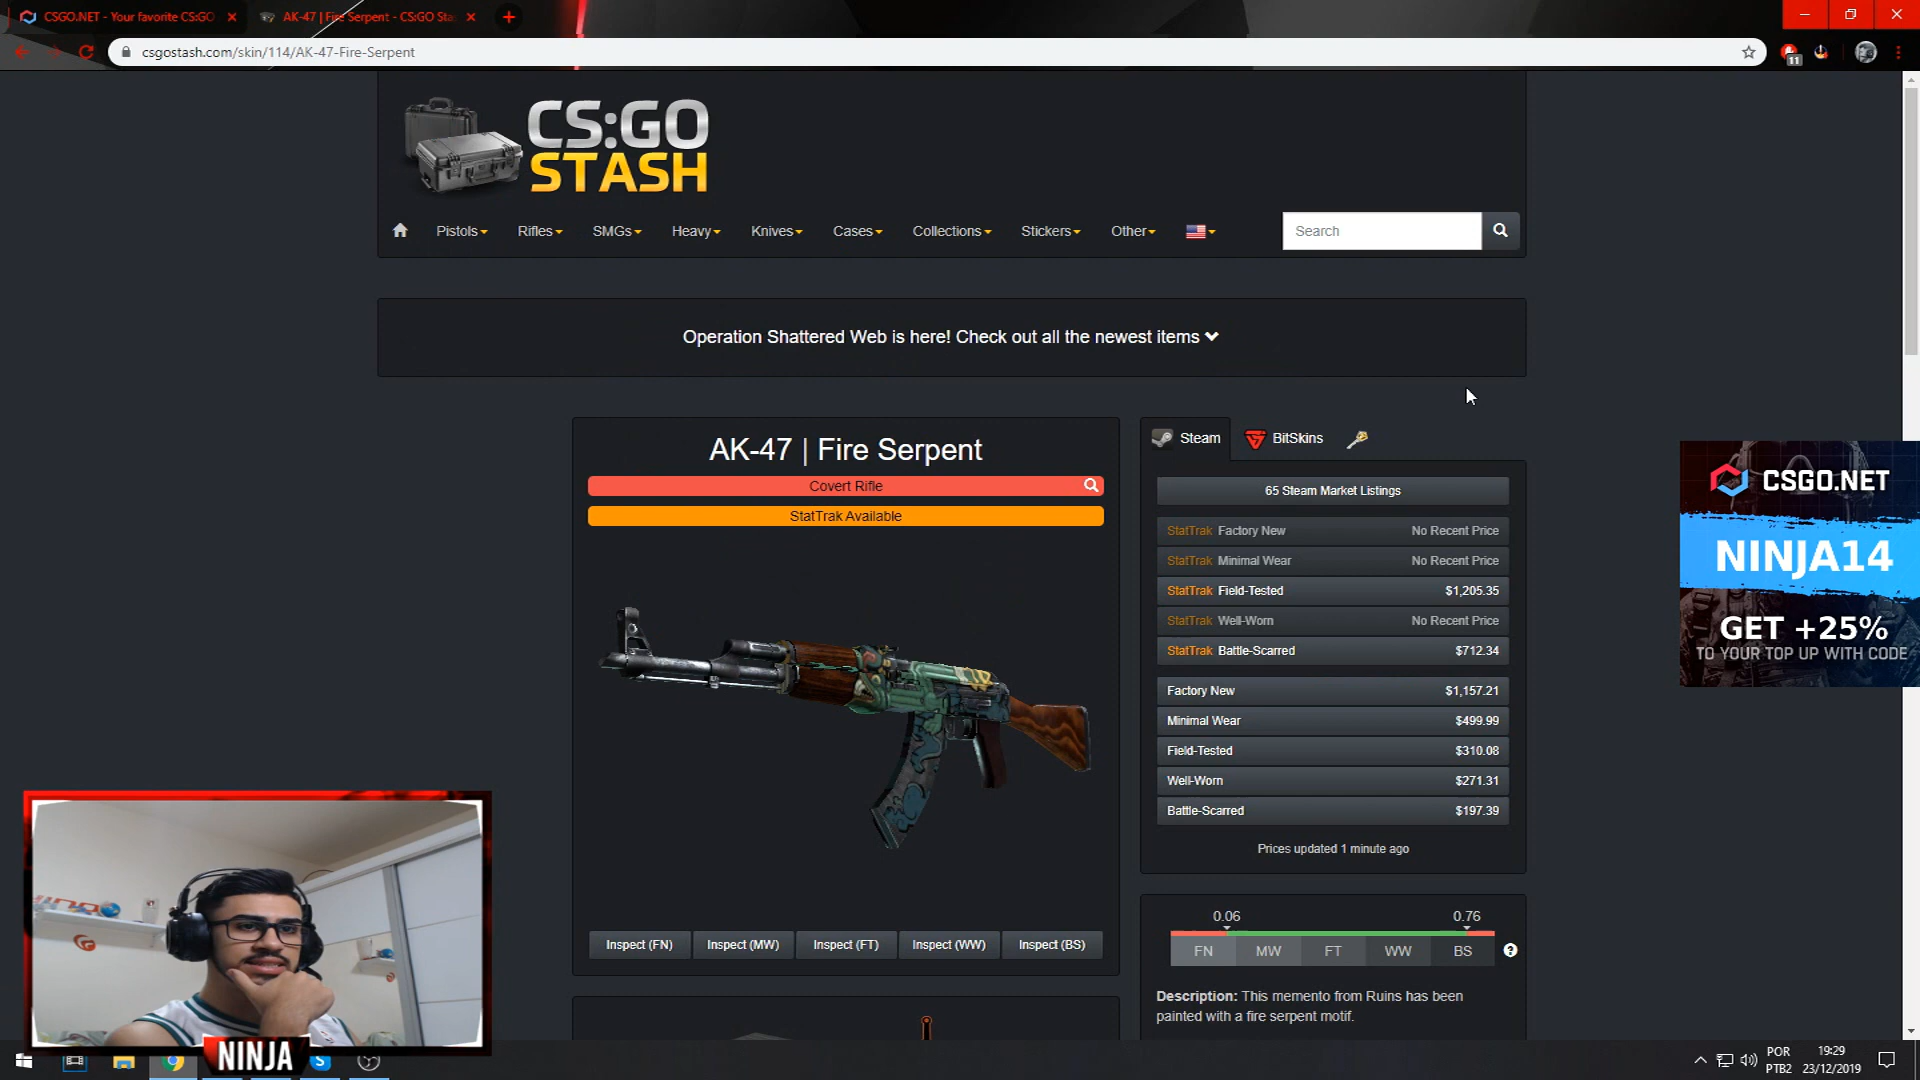 CSGO.NET - Your favorite CS:GO
AK-47 | Fire Serpent - CS:GO Sta
csgostash.com/skin/114/AK-47-Fire-Serpent
11
CS:GO
STASH
Pistols
Rifles
SMGs
Heavy
Knives
Cases
Collections
Stickers
Other
Search
Operation Shattered Web is here! Check out all the newest items
AK-47 | Fire Serpent
Covert Rifle
StatTrak Available
Inspect (FN)
Inspect (MW)
Inspect (FT)
Inspect (WW)
Inspect (BS)
Steam
BitSkins
65 Steam Market Listings
StatTrak Factory New No Recent Price
StatTrak Minimal Wear No Recent Price
StatTrak Field-Tested $1,205.35
StatTrak Well-Worn No Recent Price
StatTrak Battle-Scarred $712.34
Factory New $1,157.21
Minimal Wear $499.99
Field-Tested $310.08
Well-Worn $271.31
Battle-Scarred $197.39
Prices updated 1 minute ago
0.06 0.76
FN MW FT WW BS
Description: This memento from Ruins has been
painted with a fire serpent motif.
CSGO.NET
NINJA14
GET +25%
TO YOUR TOP UP WITH CODE
NINJA
POR
PTB2
19:29
23/12/2019